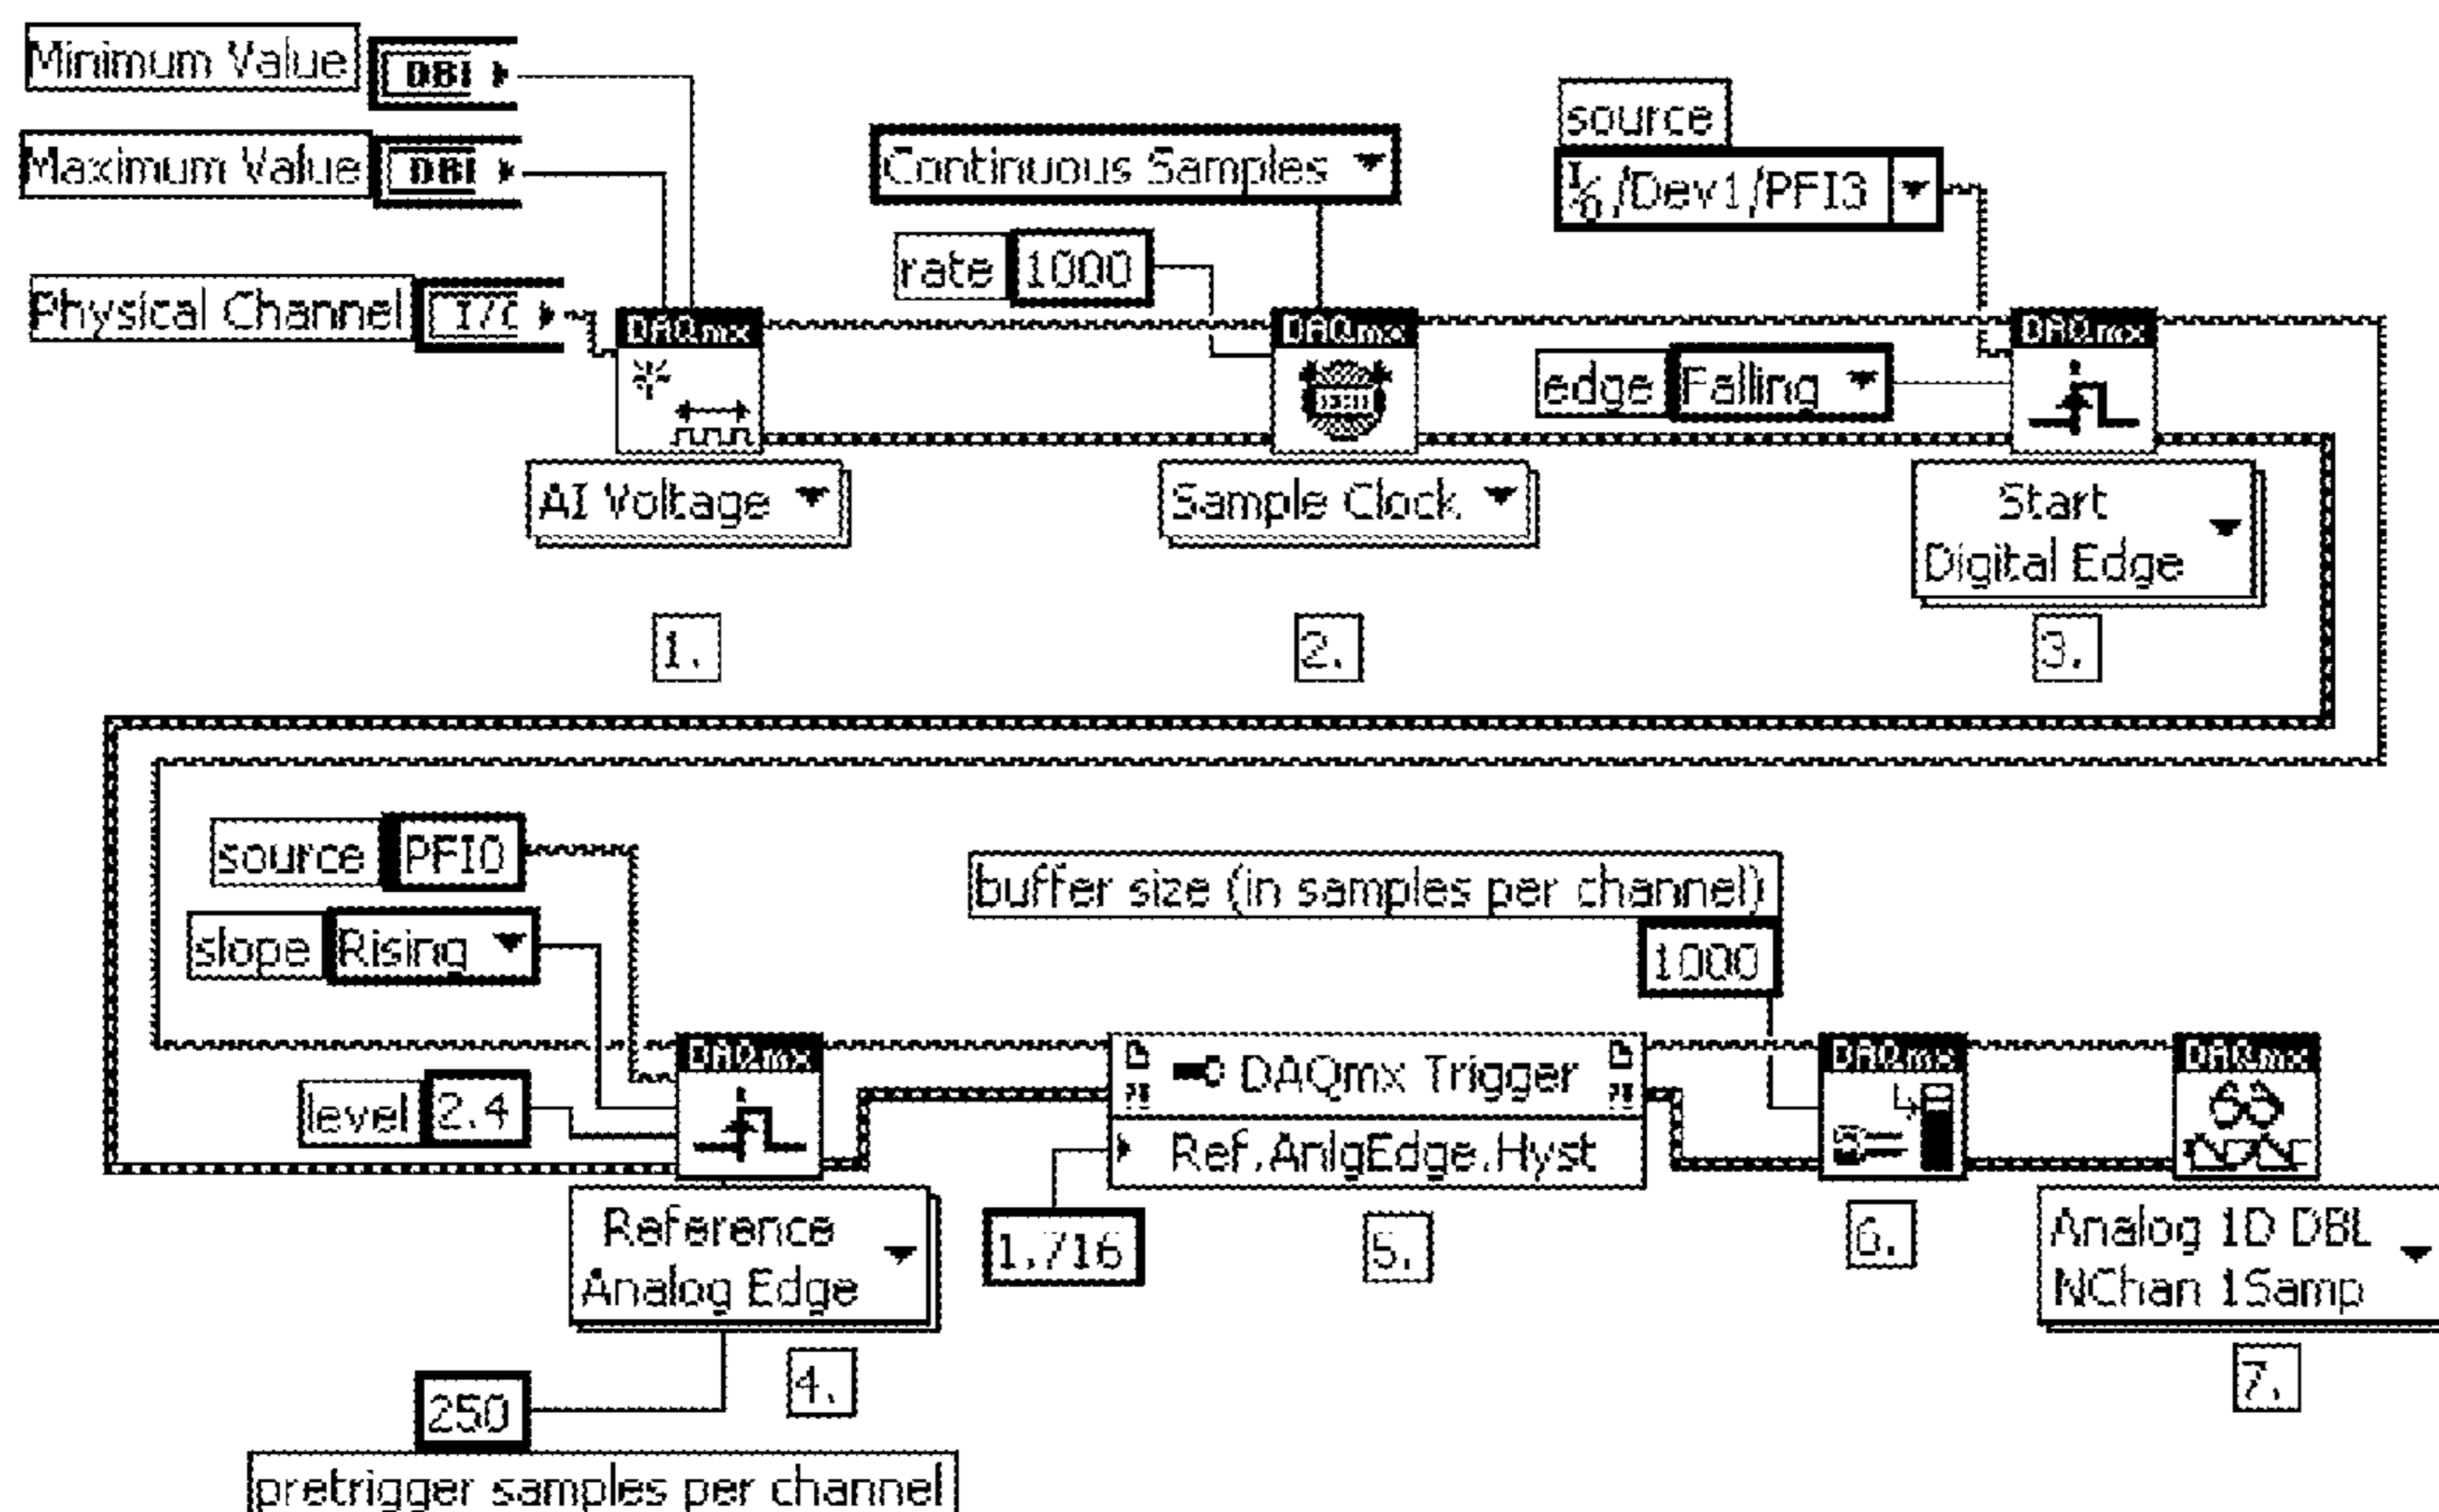 Minimum Value DBL
Maximum Value DBL
Continuous Samples
source
I/O /Dev1/PFI3
rate 1000
Physical Channel I/O
DAQmx
DAQmx
DAQmx
edge Falling
AI Voltage
Sample Clock
Start
Digital Edge
1.
2.
3.
source PFI0
buffer size (in samples per channel)
slope Rising
1000
DAQmx
DAQmx Trigger
DAQmx
DAQmx
level 2.4
Ref.AnlgEdge.Hyst
Reference
Analog Edge
1.716
5.
6.
Analog 1D DBL
NChan 1Samp
4.
7.
250
pretrigger samples per channel